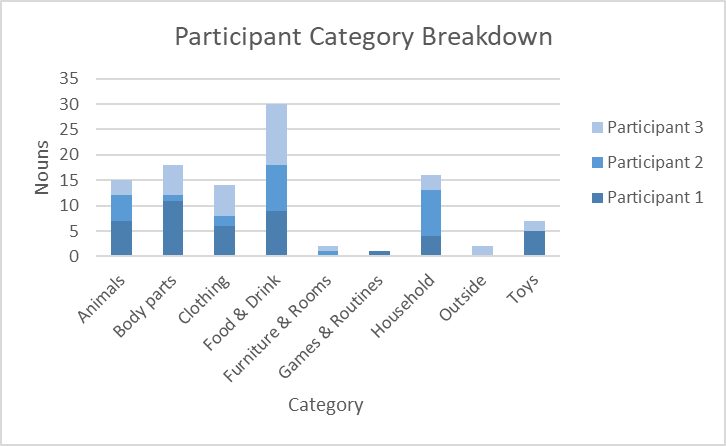 Participant Category Breakdown
35
30
25
20
15
10
5
0
Nouns
Animals
Body parts
Clothing
Food & Drink
Furniture & Rooms
Games & Routines
Household
Outside
Toys
Category
Participant 3
Participant 2
Participant 1